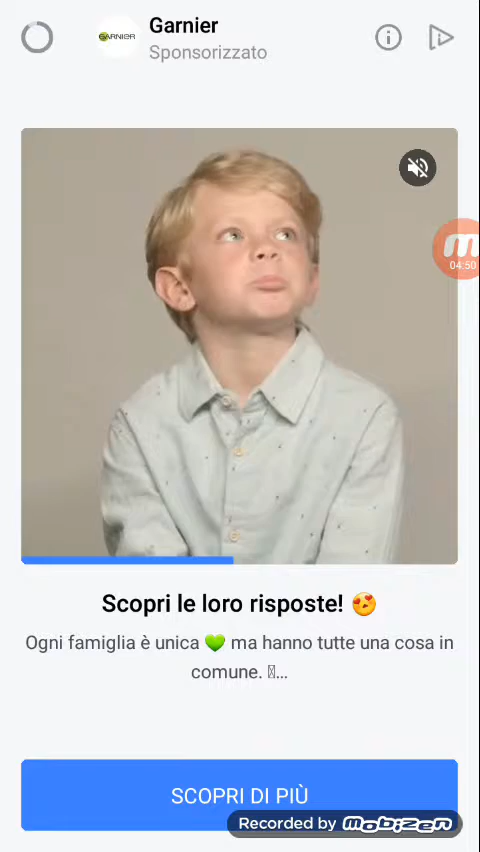 Garnier
GARNIER
Sponsorizzato
04:50
Scopri le loro risposte! 😍
Ogni famiglia è unica 💚 ma hanno tutte una cosa in
comune. ...
SCOPRI DI PIÙ
Recorded by MOBIZEN